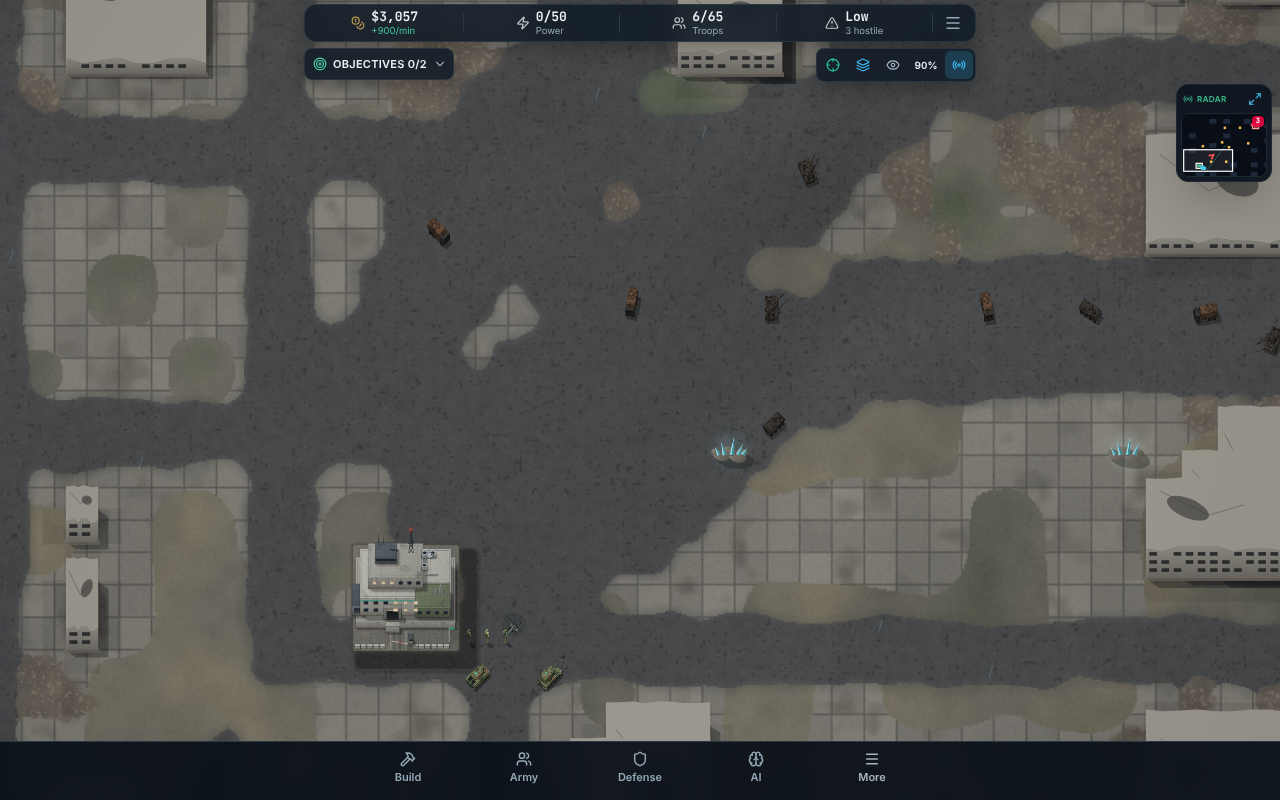 $3,057
+900/min
0/50
Power
6/65
Troops
Low
3 hostile
OBJECTIVES 0/2
90%
RADAR
3
Build
Army
Defense
AI
More